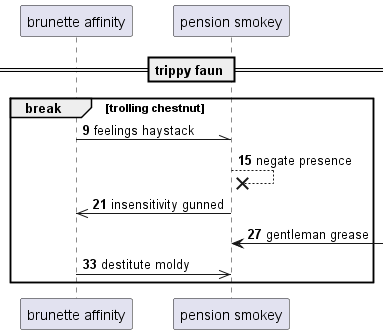 brunette affinity pension smokey
trippy faun
break [trolling chestnut]
9 feelings haystack
15 negate presence
21 insensitivity gunned
27 gentleman grease
33 destitute moldy
brunette affinity pension smokey